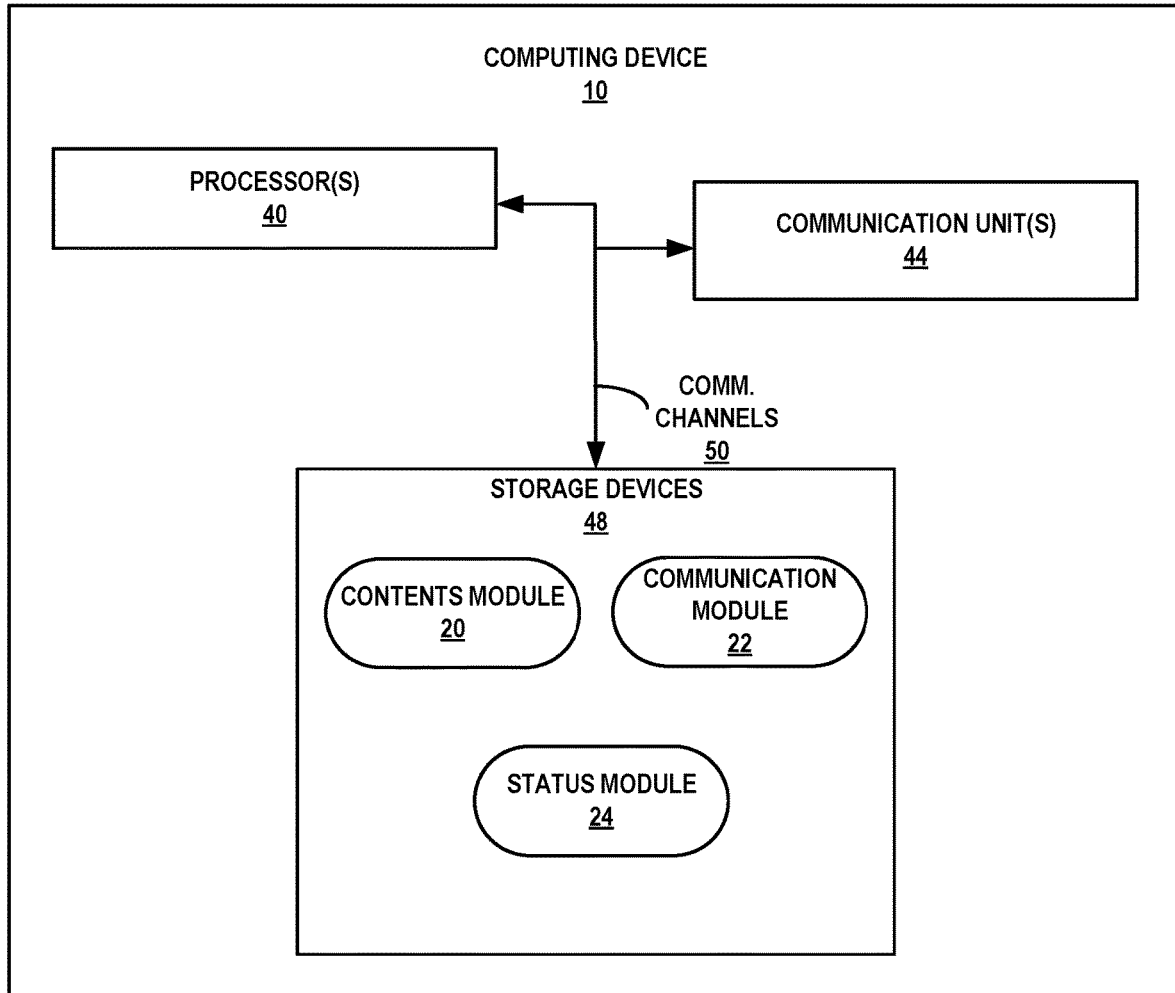 COMPUTING DEVICE
10
PROCESSOR(S)
40
COMMUNICATION UNIT(S)
44
COMM.
CHANNELS
50
STORAGE DEVICES
48
CONTENTS MODULE
20
COMMUNICATION
MODULE
22
STATUS MODULE
24